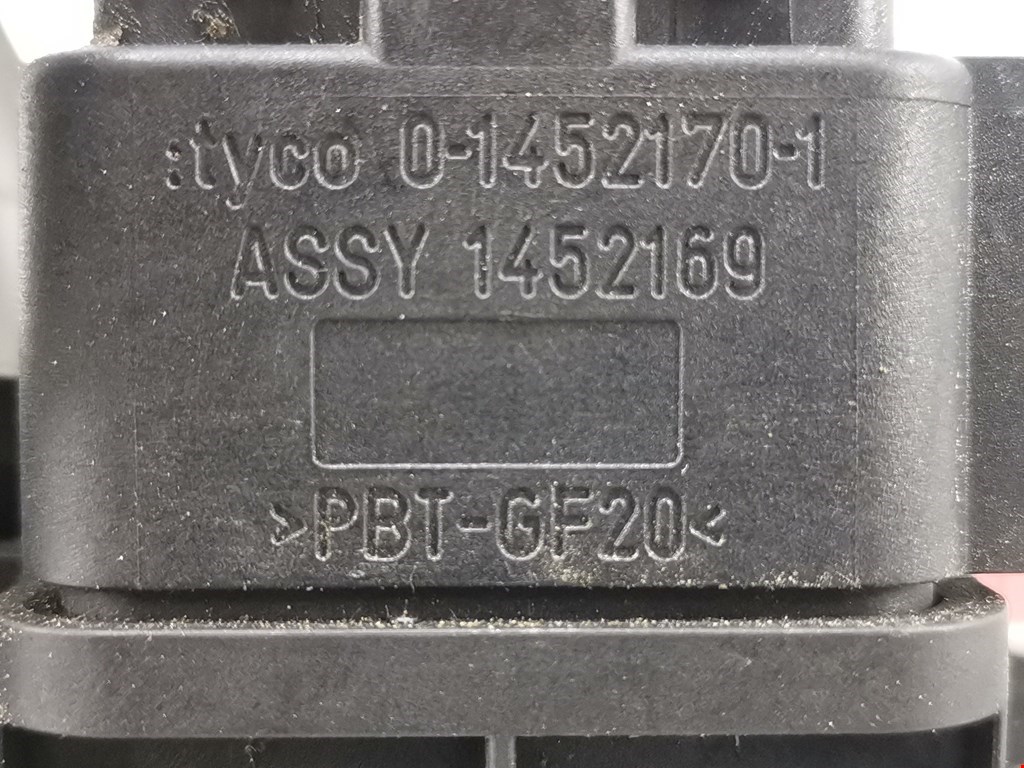 :tyco 0-1452170-1
ASSY 1452169
>PBT-GF20<